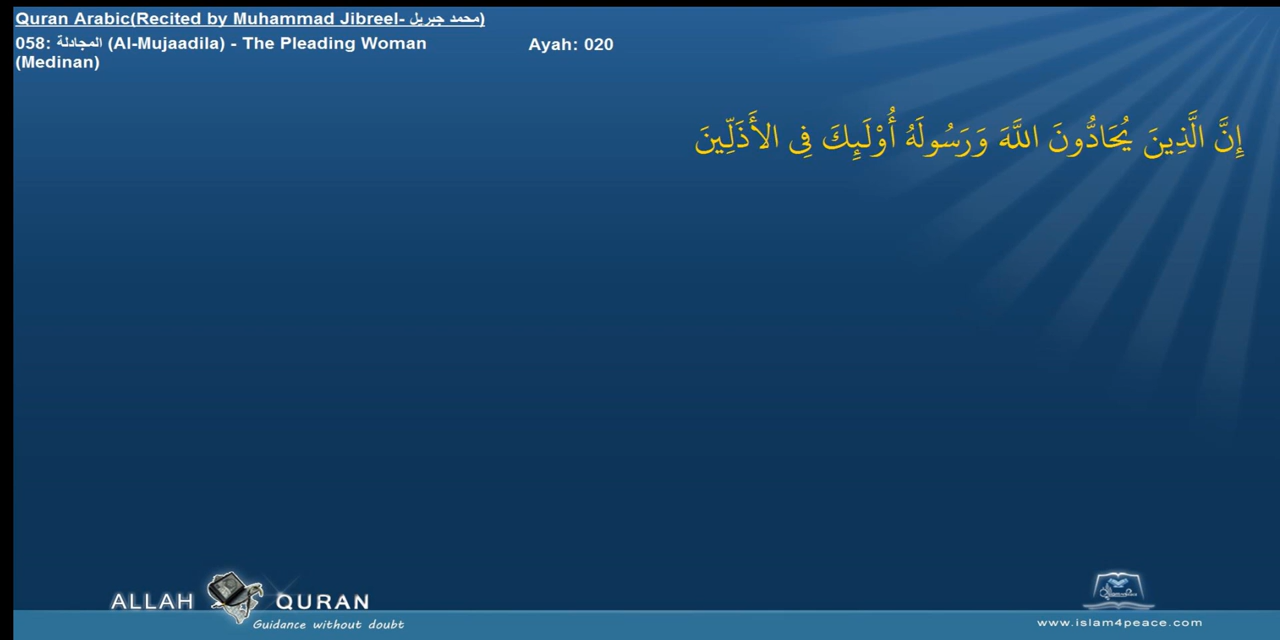 Quran Arabic(Recited by Muhammad Jibreel- محمد جبريل)
058: المجادلة (Al-Mujaadila) - The Pleading Woman (Medinan)
Ayah: 020
إِنَّ الَّذِينَ يُحَادُّونَ اللَّهَ وَرَسُولَهُ أُوْلَئِكَ فِى الأَذَلِّينَ
ALLAH QURAN
Guidance without doubt
www.islam4peace.com